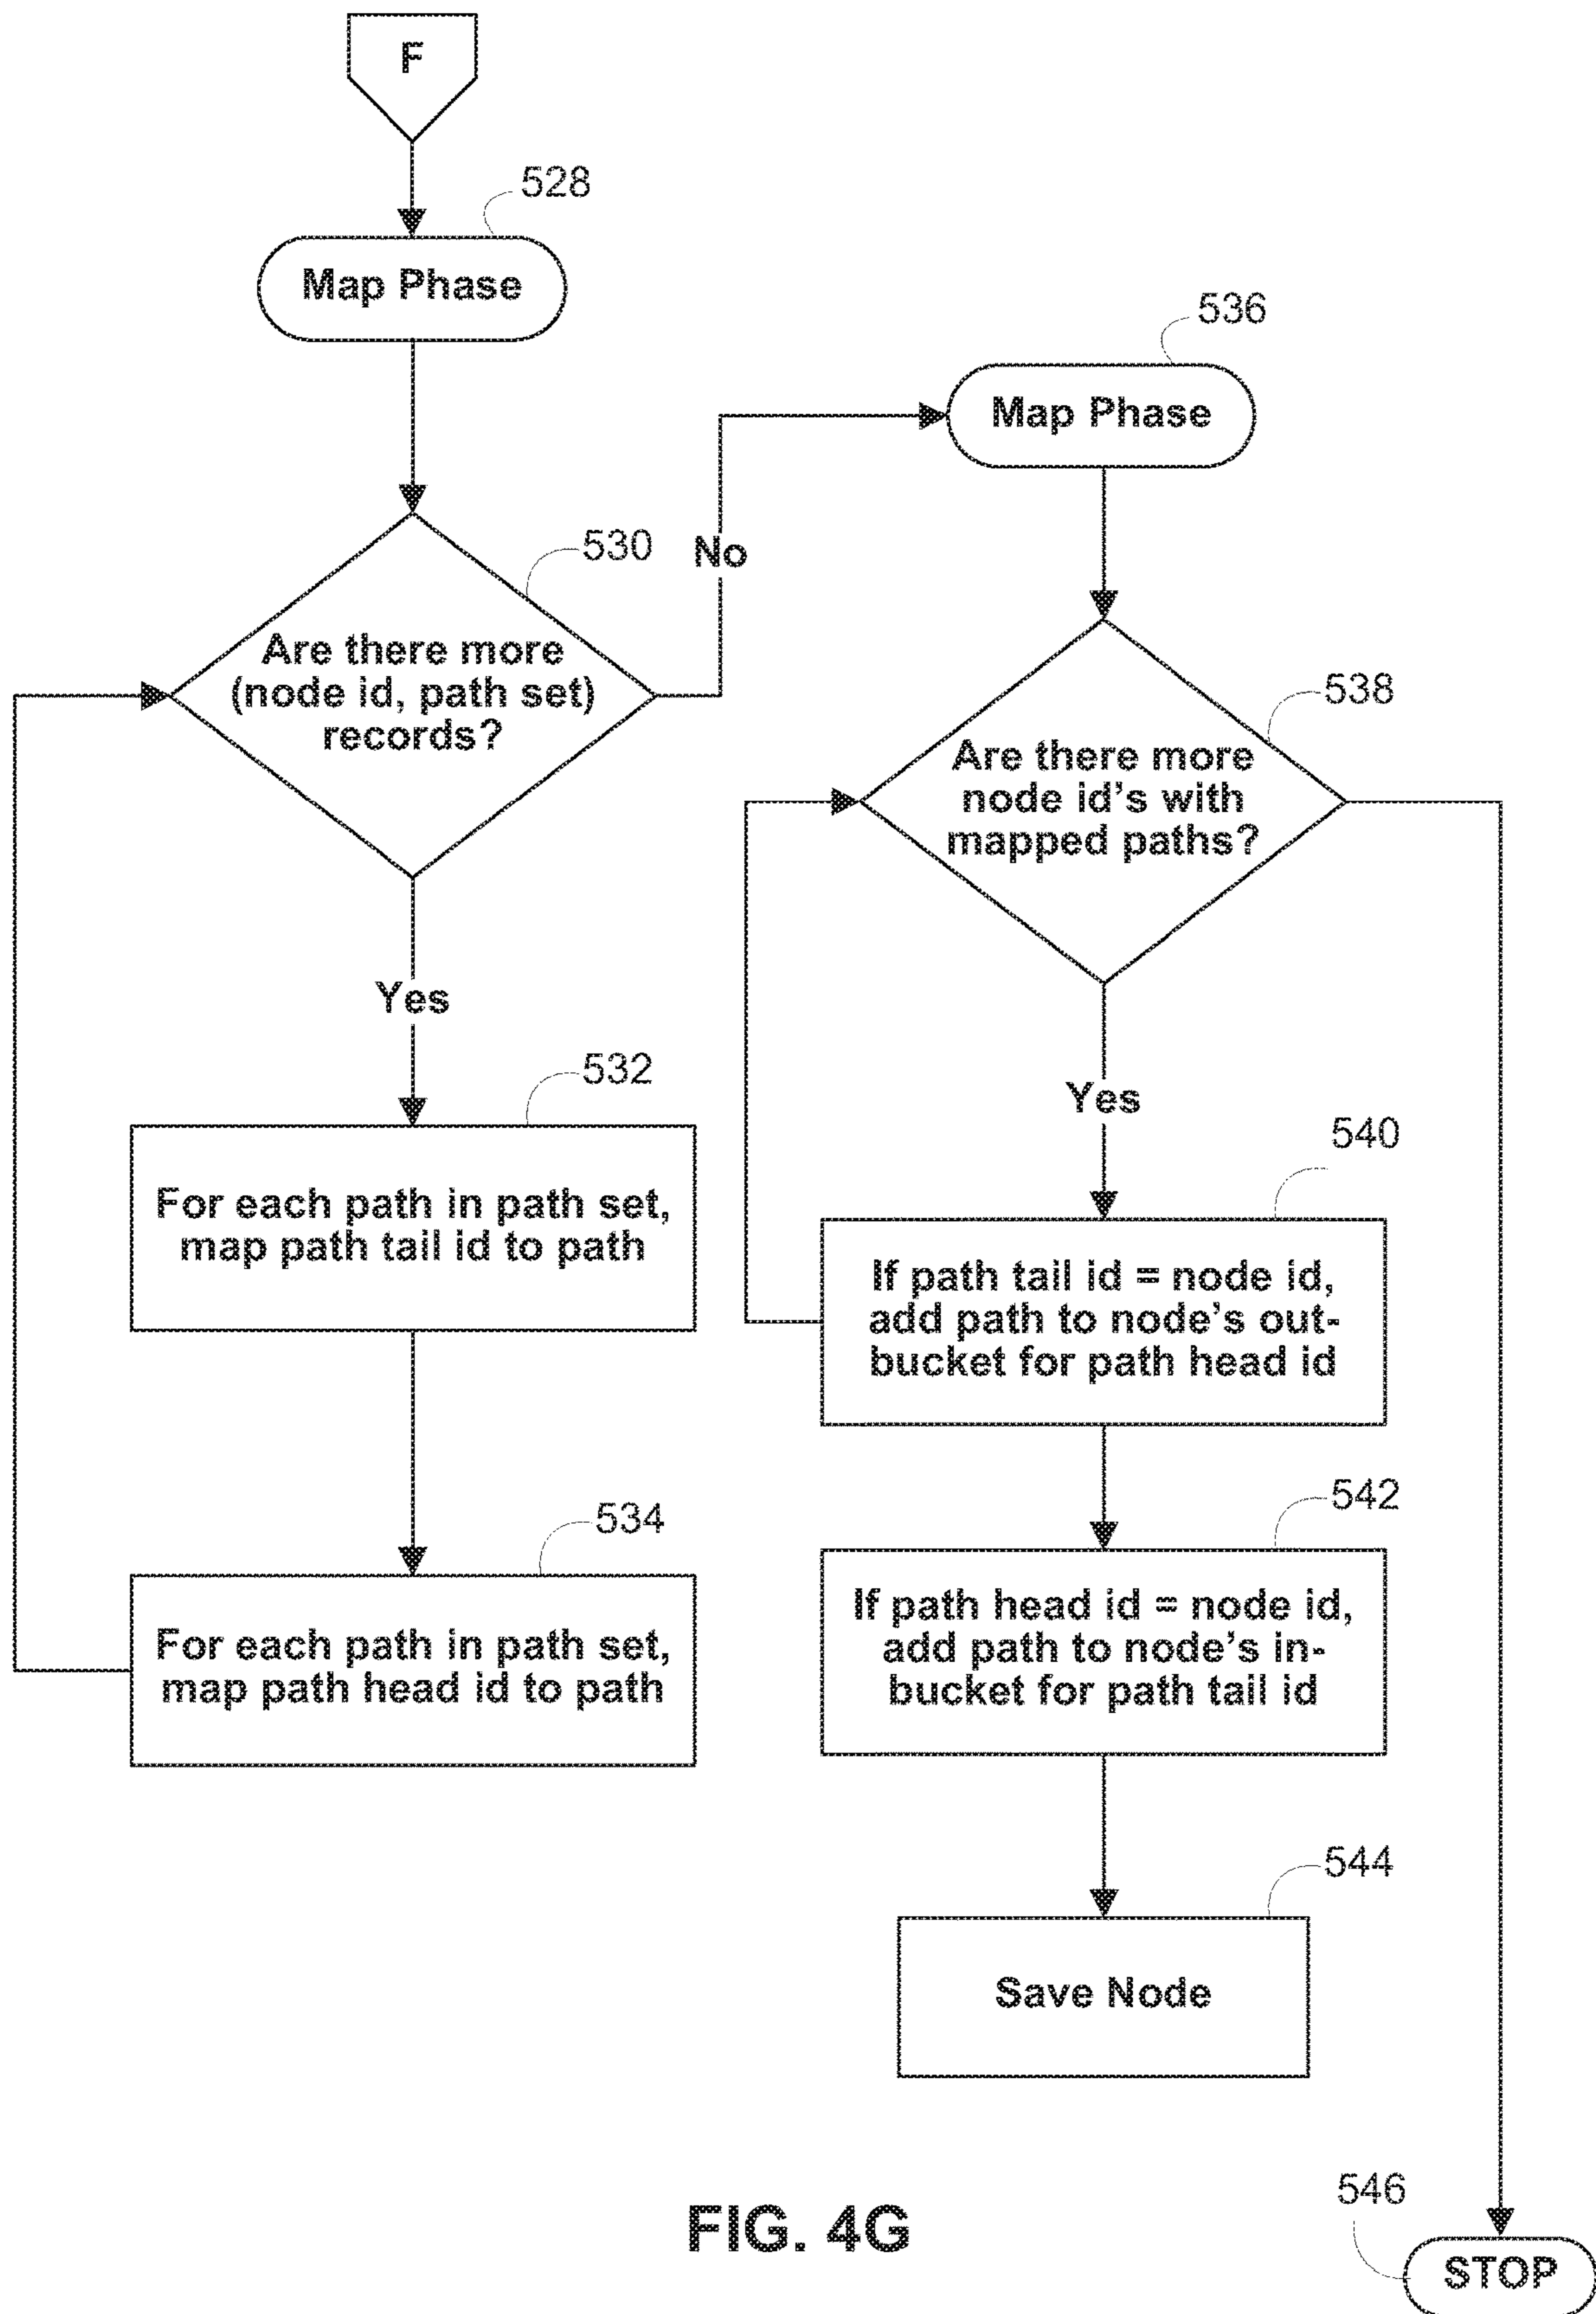 F
528
Map Phase
530
Are there more
(node id, path set)
records?
No
Yes
532
For each path in path set,
map path tail id to path
534
For each path in path set,
map path head id to path
536
Map Phase
538
Are there more
node id's with
mapped paths?
Yes
540
If path tail id = node id,
add path to node's out-
bucket for path head id
542
If path head id = node id,
add path to node's in-
bucket for path tail id
544
Save Node
546
STOP
FIG. 4G